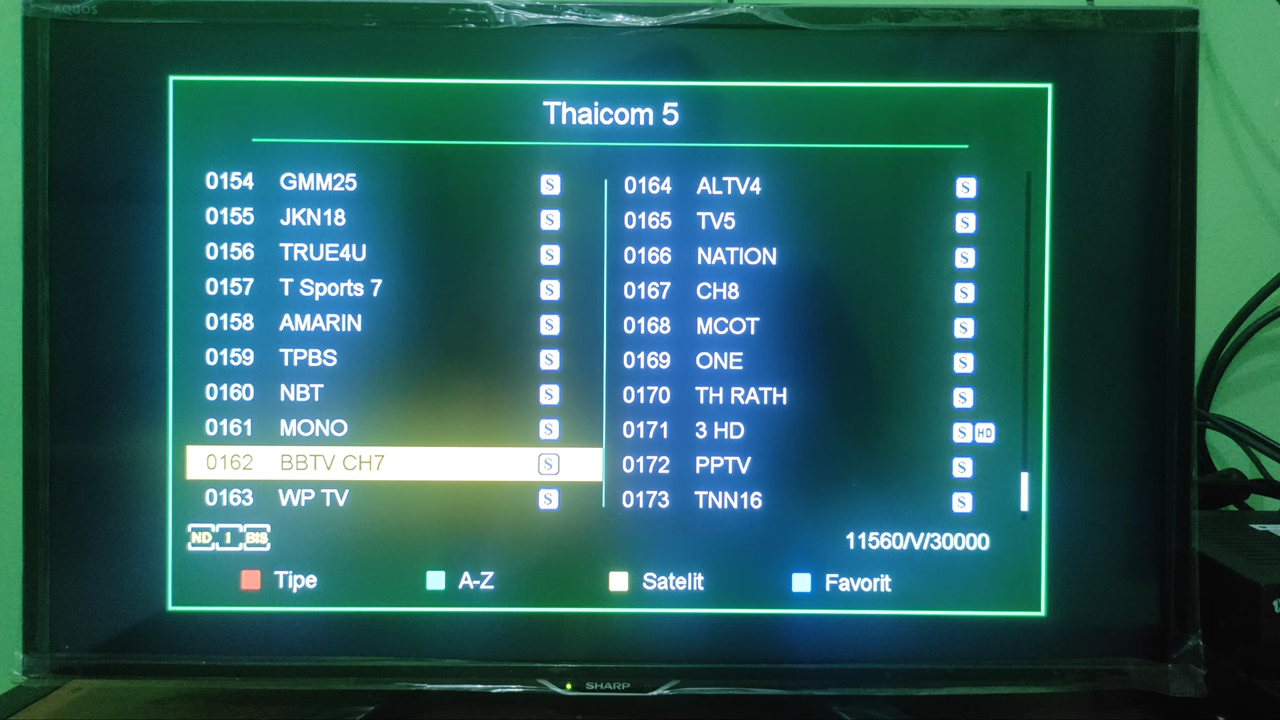 AQUOS
Thaicom 5
0154 GMM25 S
0155 JKN18 S
0156 TRUE4U S
0157 T Sports 7 S
0158 AMARIN S
0159 TPBS S
0160 NBT S
0161 MONO S
0162 BBTV CH7 S
0163 WP TV S
0164 ALTV4 S
0165 TV5 S
0166 NATION S
0167 CH8 S
0168 MCOT S
0169 ONE S
0170 TH RATH S
0171 3 HD S HD
0172 PPTV S
0173 TNN16 S
ND I BIS
11560/V/30000
Tipe A-Z Satelit Favorit
SHARP